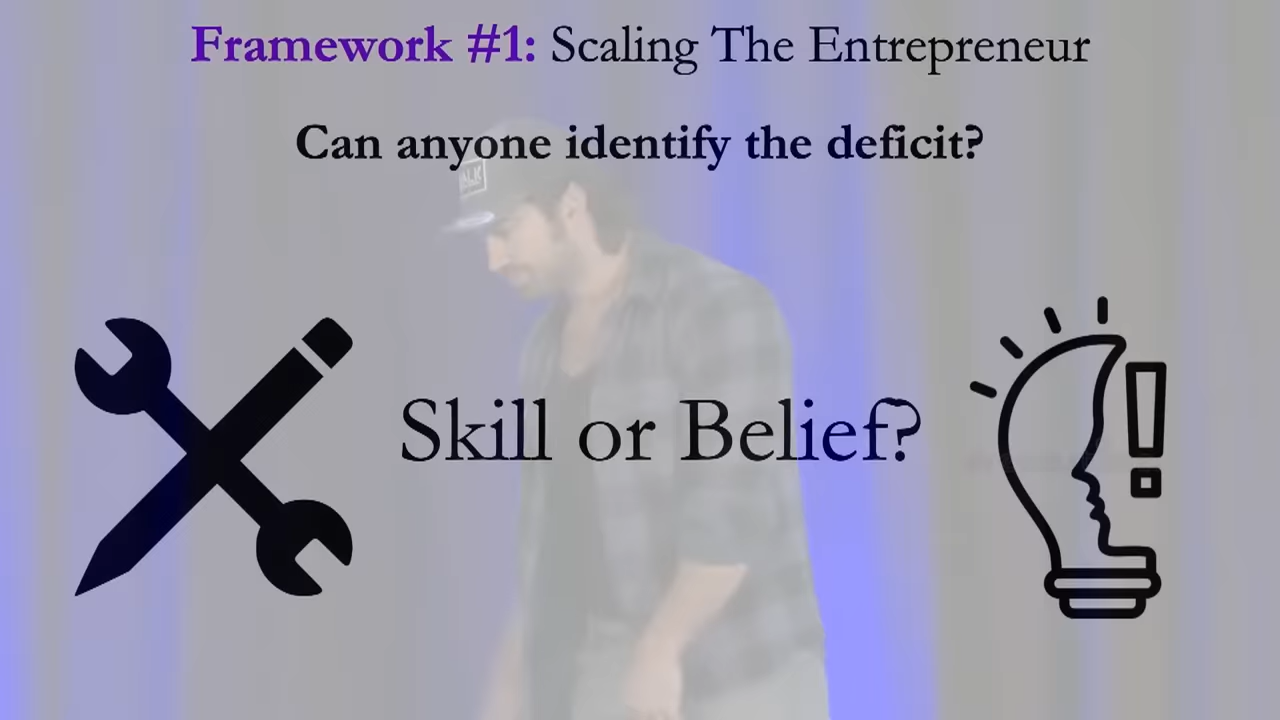 Framework #1: Scaling The Entrepreneur
Can anyone identify the deficit?
Skill or Belief?